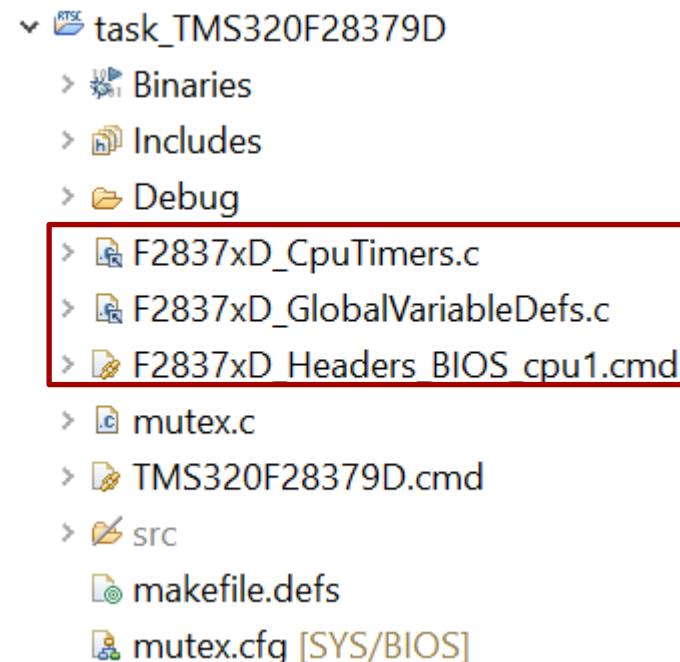 task_TMS320F28379D
Binaries
Includes
Debug
F2837xD_CpuTimers.c
F2837xD_GlobalVariableDefs.c
F2837xD_Headers_BIOS_cpu1.cmd
mutex.c
TMS320F28379D.cmd
src
makefile.defs
mutex.cfg [SYS/BIOS]